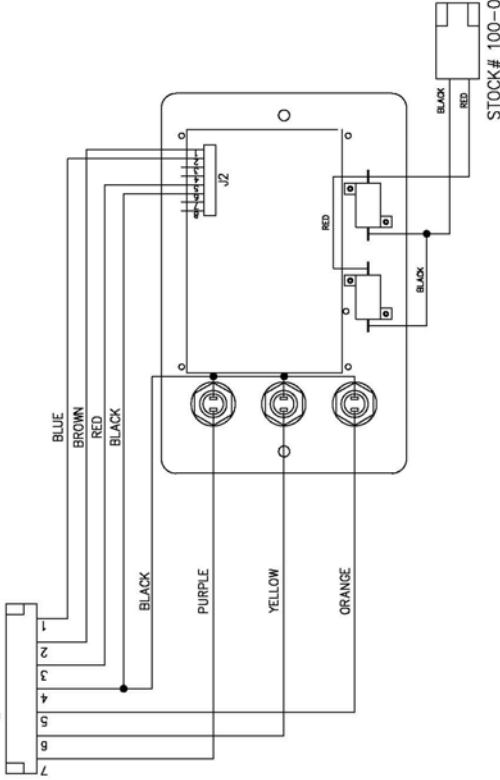 BLACK
RED
STOCK# 100-0
J2
RED
BLACK
BLUE
BROWN
RED
BLACK
BLACK
PURPLE
YELLOW
ORANGE
1
2
3
4
5
6
7